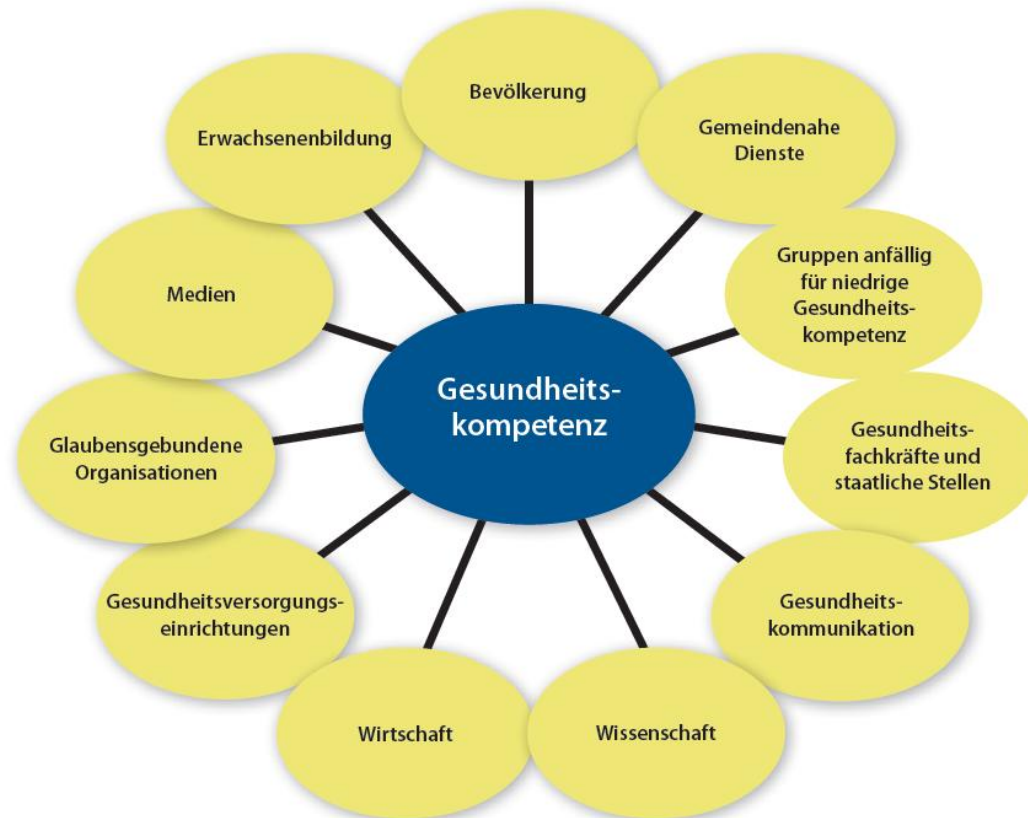 Bevölkerung
Gemeindenahe
Dienste
Gruppen anfällig
für niedrige
Gesundheits-
kompetenz
Gesundheits-
fachkräfte und
staatliche Stellen
Gesundheits-
kommunikation
Wissenschaft
Wirtschaft
Gesundheitsversorgungs-
einrichtungen
Glaubensgebundene
Organisationen
Medien
Erwachsenenbildung
Gesundheits-
kompetenz